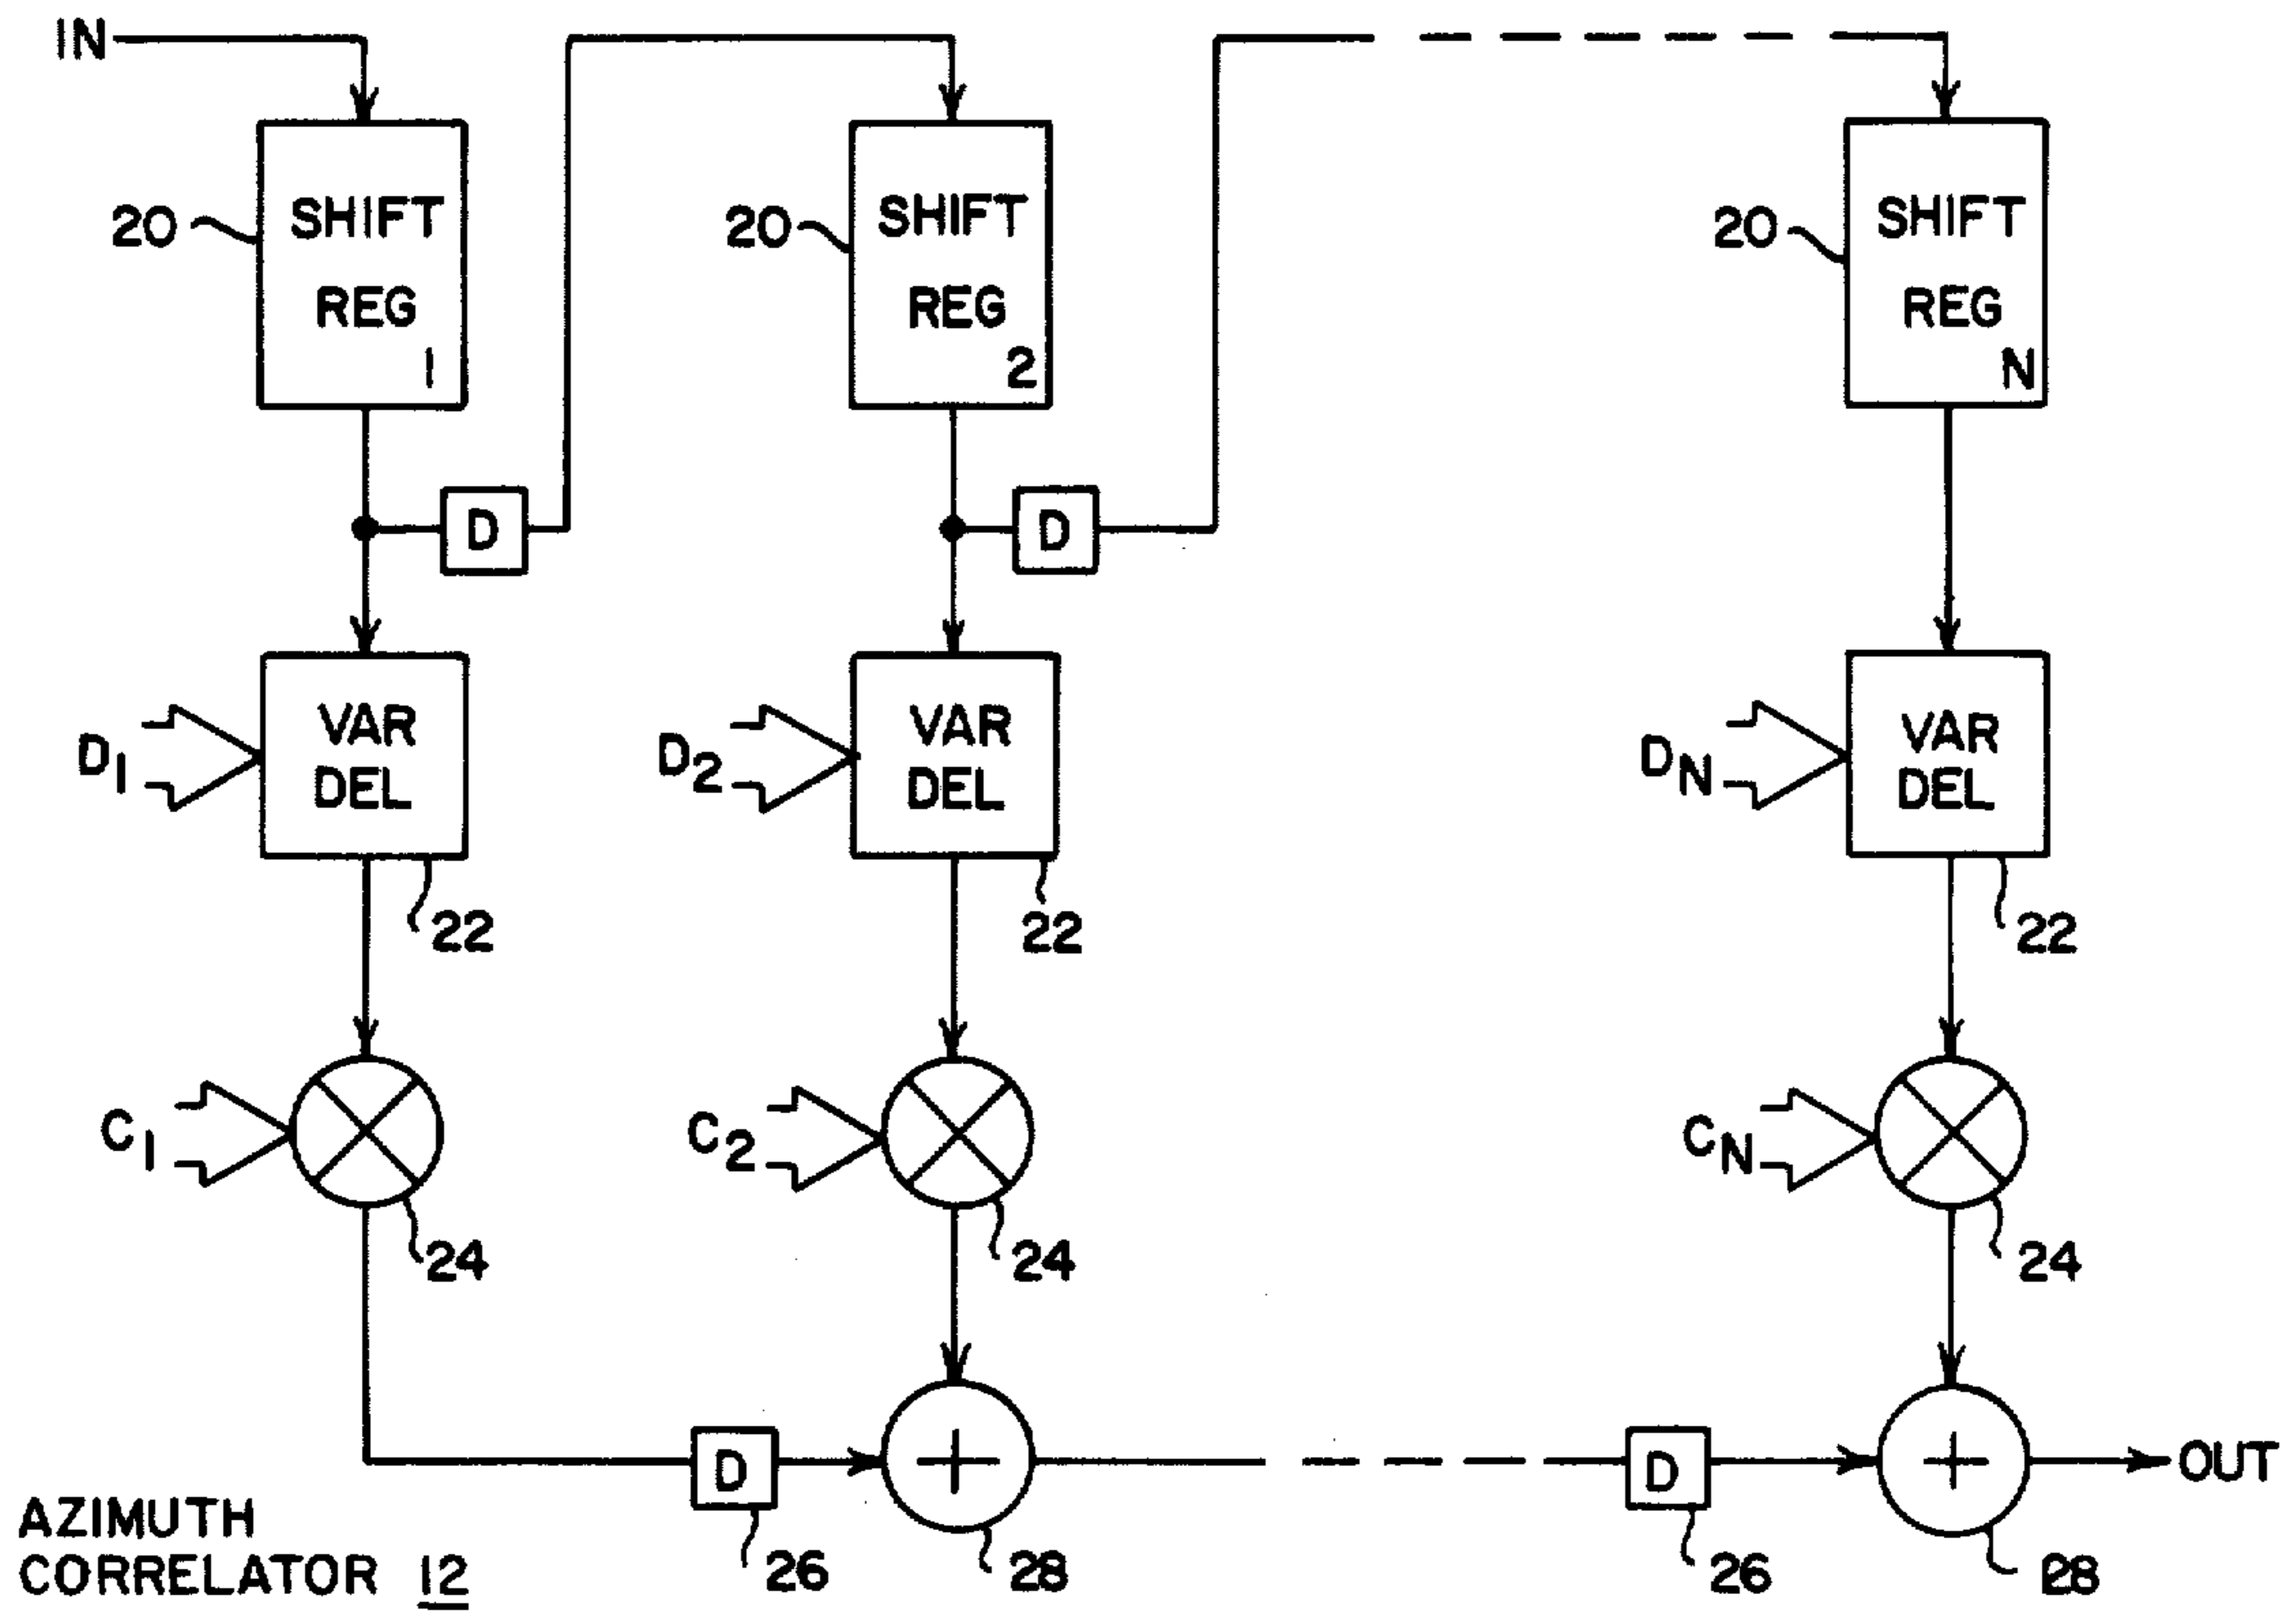 IN
20 SHIFT REG 1
20 SHIFT REG 2
20 SHIFT REG N
D
D
D1 VAR DEL 22
D2 VAR DEL 22
DN VAR DEL 22
C1 24
C2 24
CN 24
D 26
+ 28
D 26
+ 28
OUT
AZIMUTH
CORRELATOR 12